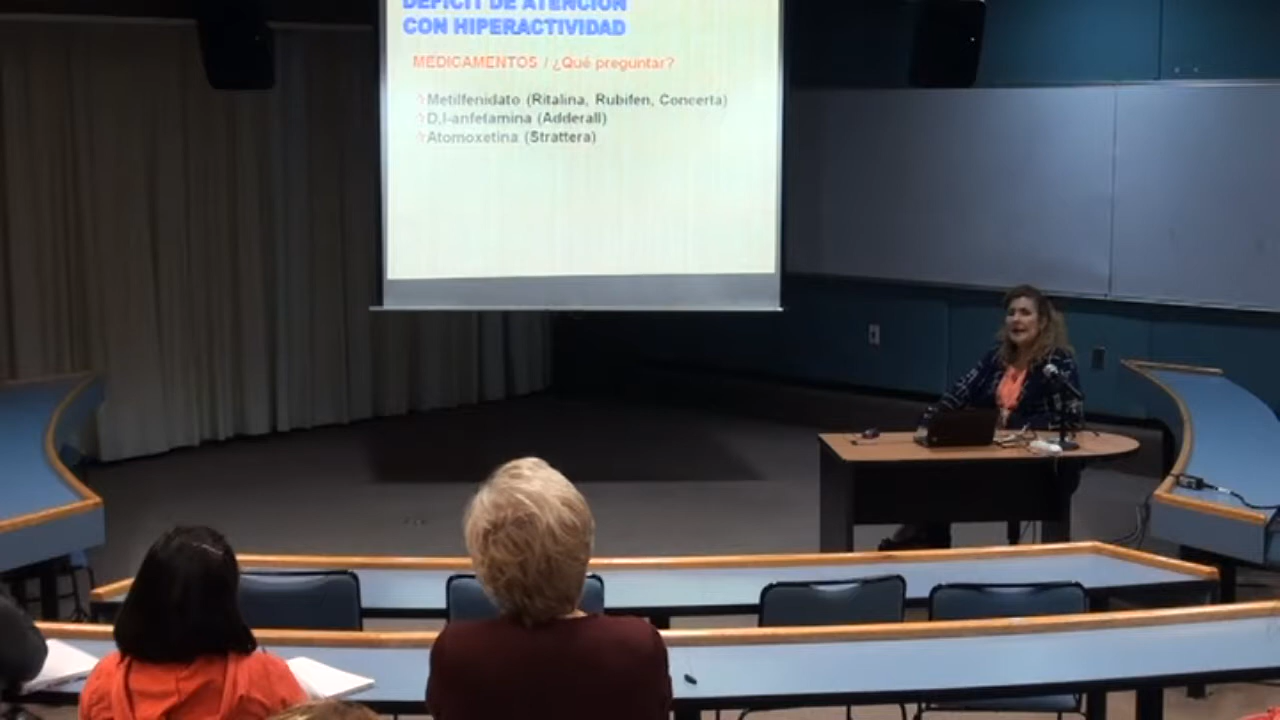 DEFICIT DE ATENCION
CON HIPERACTIVIDAD
MEDICAMENTOS / ¿Qué preguntar?
Metilfenidato (Ritalina, Rubifen, Concerta)
D,l-anfetamina (Adderall)
Atomoxetina (Strattera)